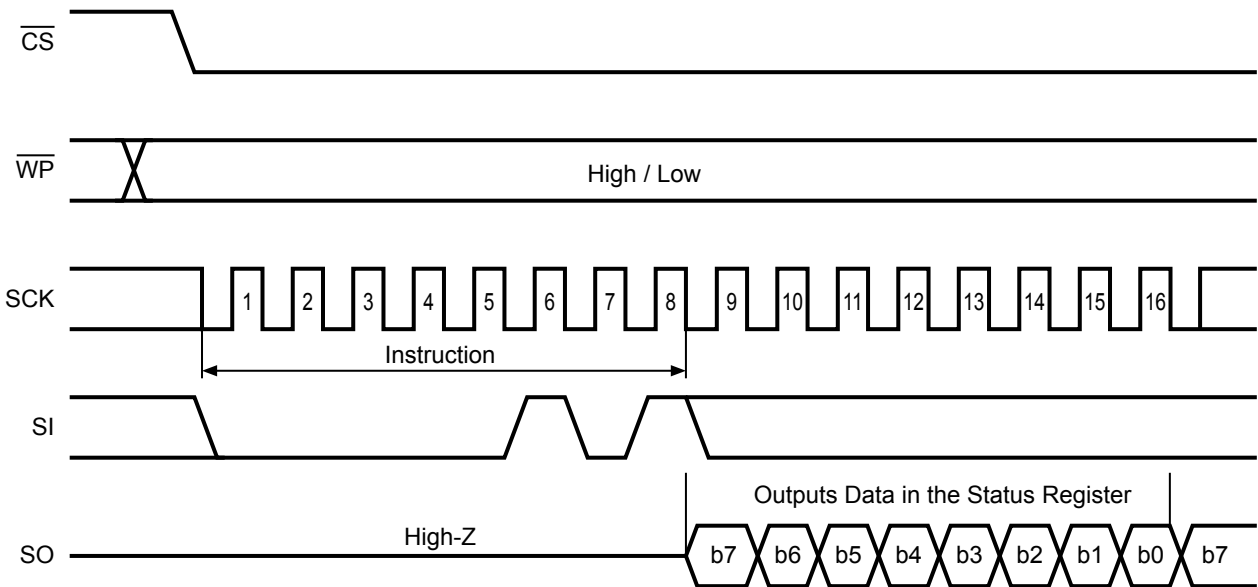 CS
WP
High / Low
SCK
1 2 3 4 5 6 7 8 9 10 11 12 13 14 15 16
Instruction
SI
Outputs Data in the Status Register
High-Z
SO
b7 b6 b5 b4 b3 b2 b1 b0 b7